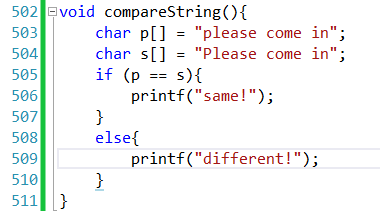 502 void compareString(){
503 char p[] = "please come in";
504 char s[] = "Please come in";
505 if (p == s){
506 printf("same!");
507 }
508 else{
509 printf("different!");
510 }
511 }